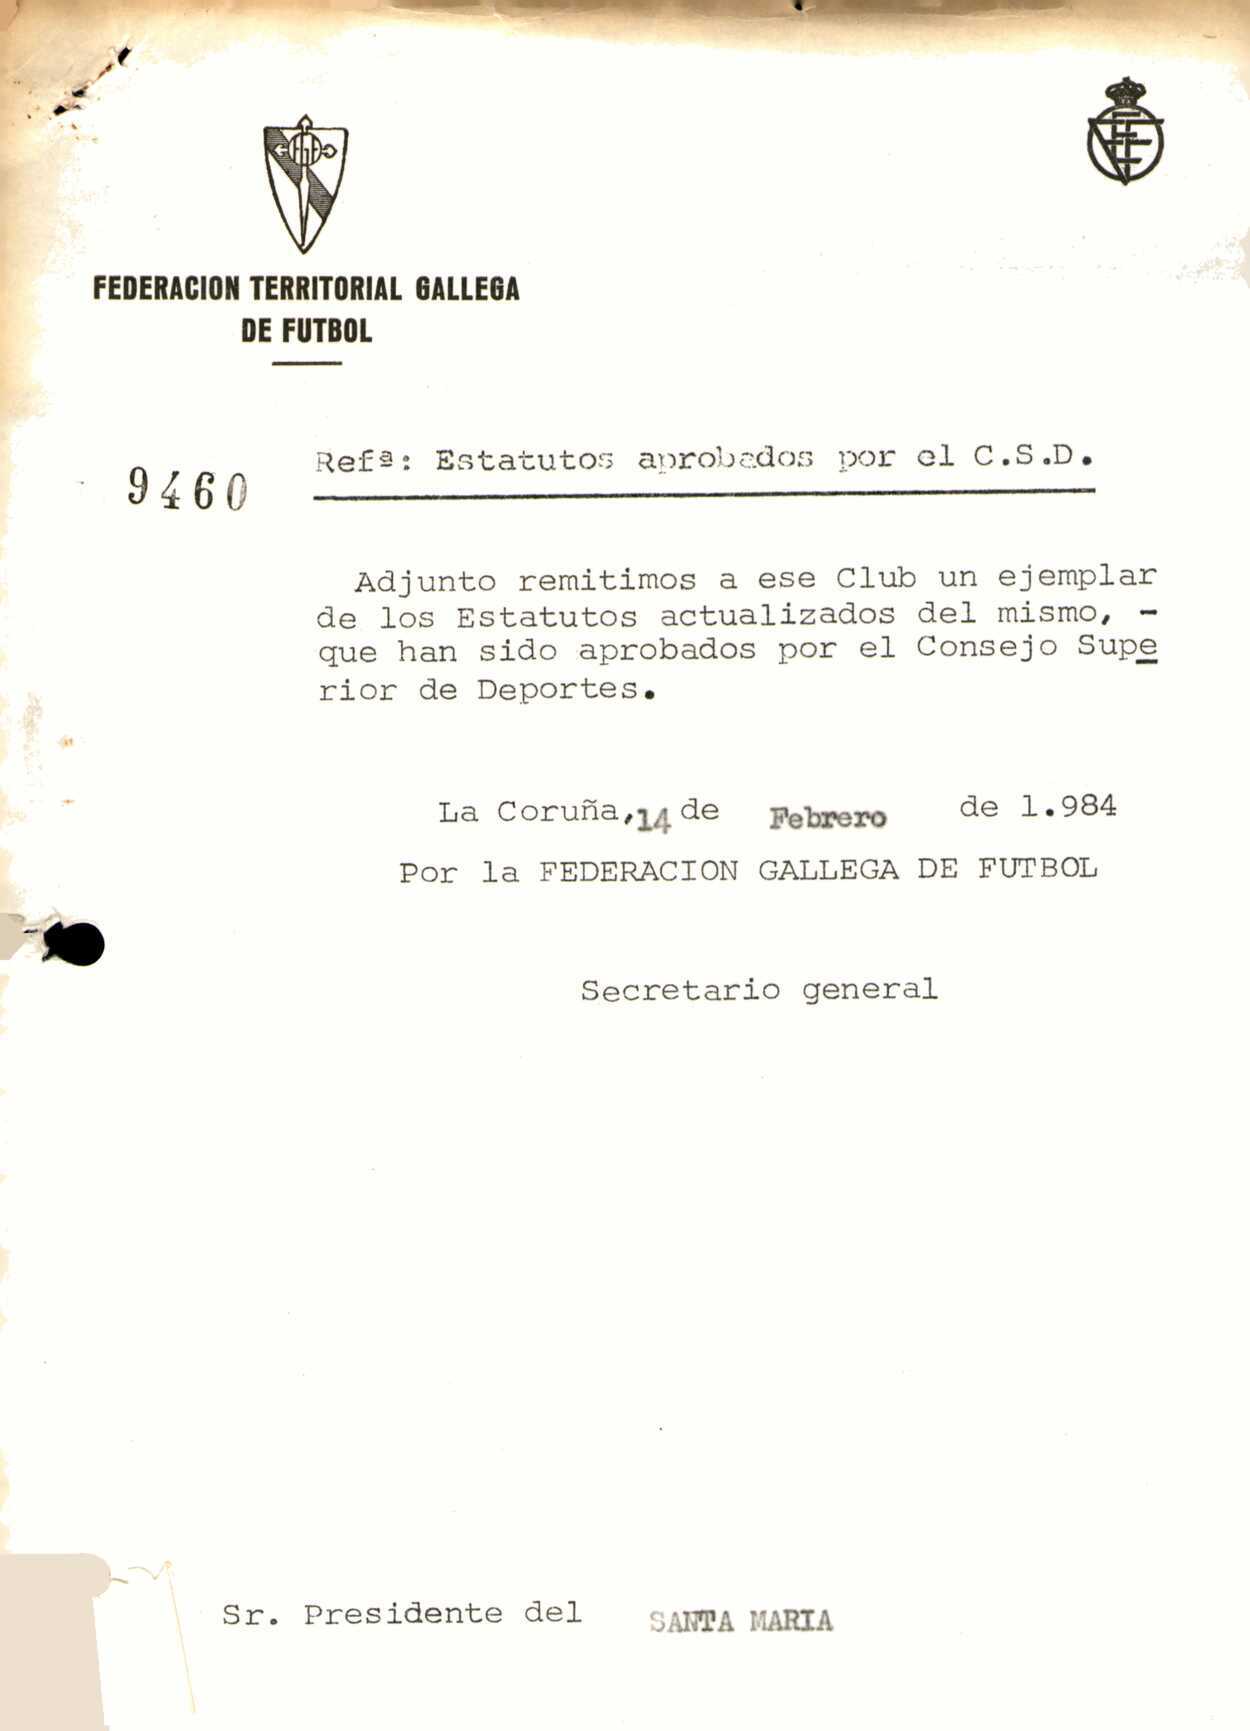 FEDERACION TERRITORIAL GALLEGA
DE FUTBOL
9460
Refª: Estatutos aprobados por el C.S.D.
Adjunto remitimos a ese Club un ejemplar
de los Estatutos actualizados del mismo, -
que han sido aprobados por el Consejo Supe
rior de Deportes.
La Coruña, 14 de Febrero de 1.984
Por la FEDERACION GALLEGA DE FUTBOL
Secretario general
Sr. Presidente del SANTA MARIA